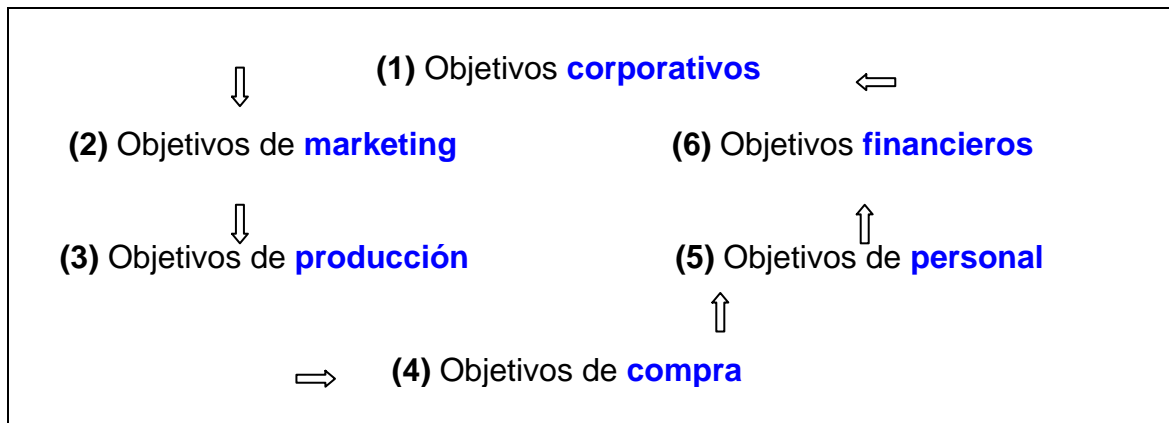 (1) Objetivos corporativos
(2) Objetivos de marketing
(6) Objetivos financieros
(3) Objetivos de producción
(5) Objetivos de personal
(4) Objetivos de compra